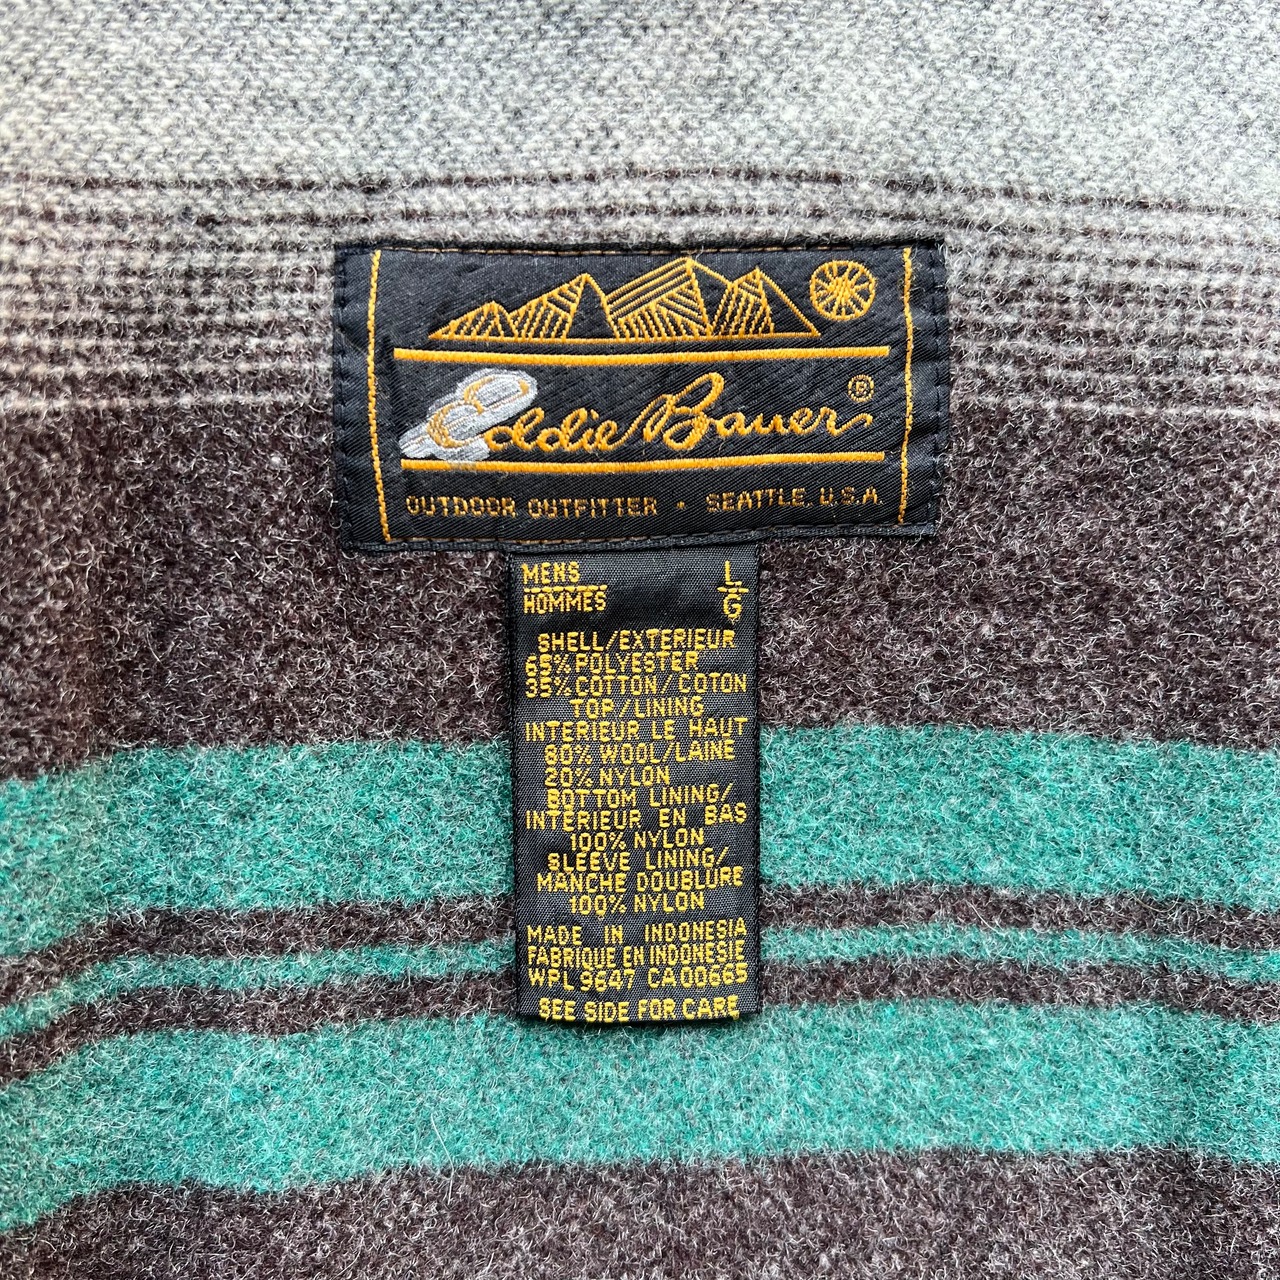 Eddie Bauer®
OUTDOOR OUTFITTER • SEATTLE, U.S.A.
MENS L
HOMMES G
SHELL/EXTERIEUR
65% POLYESTER
35% COTTON/COTON
TOP/LINING
INTERIEUR LE HAUT
80% WOOL/LAINE
20% NYLON
BOTTOM LINING/
INTERIEUR EN BAS
100% NYLON
SLEEVE LINING/
MANCHE DOUBLURE
100% NYLON
MADE IN INDONESIA
FABRIQUE EN INDONESIE
WPL 9647 CA00665
SEE SIDE FOR CARE